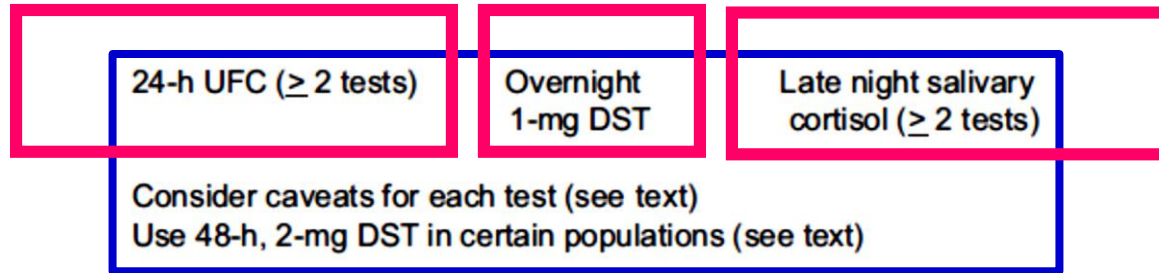 24-h UFC (≥ 2 tests)
Overnight
1-mg DST
Late night salivary
cortisol (≥ 2 tests)
Consider caveats for each test (see text)
Use 48-h, 2-mg DST in certain populations (see text)